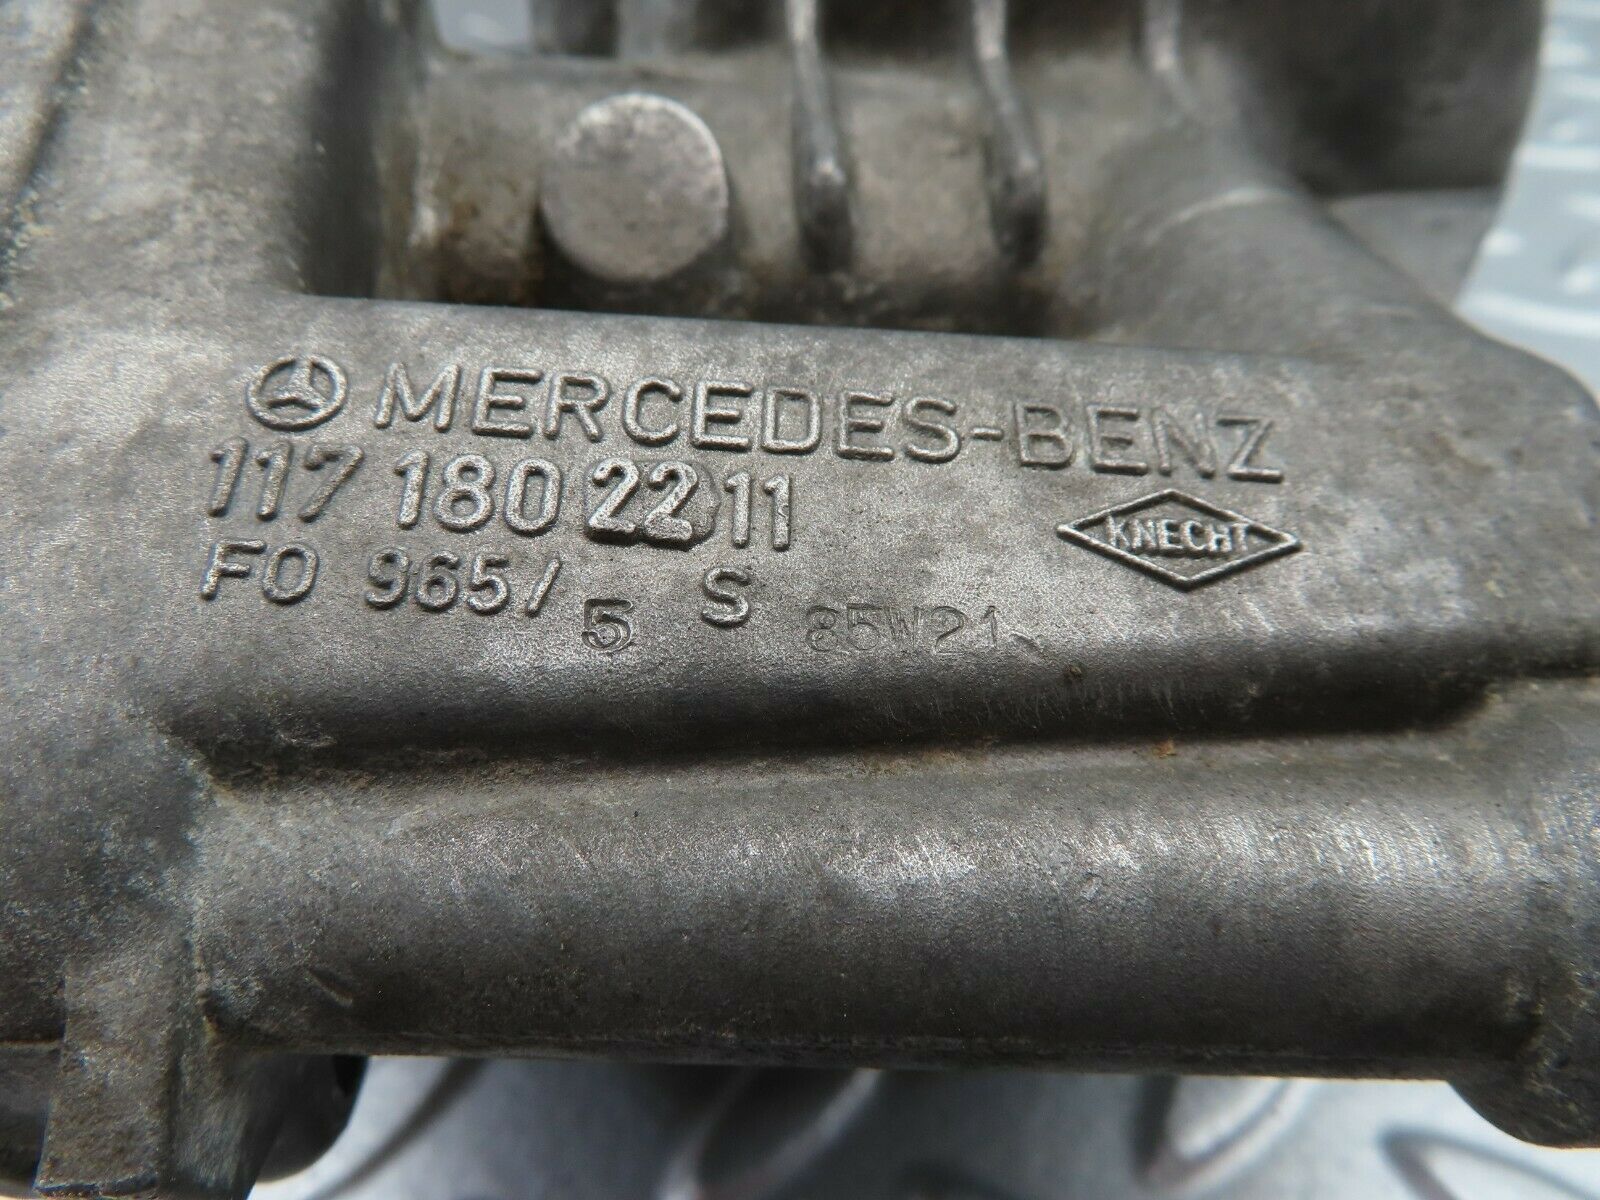 MERCEDES-BENZ
117 180 22 11
KNECHT
FO 965/5 S 85W21